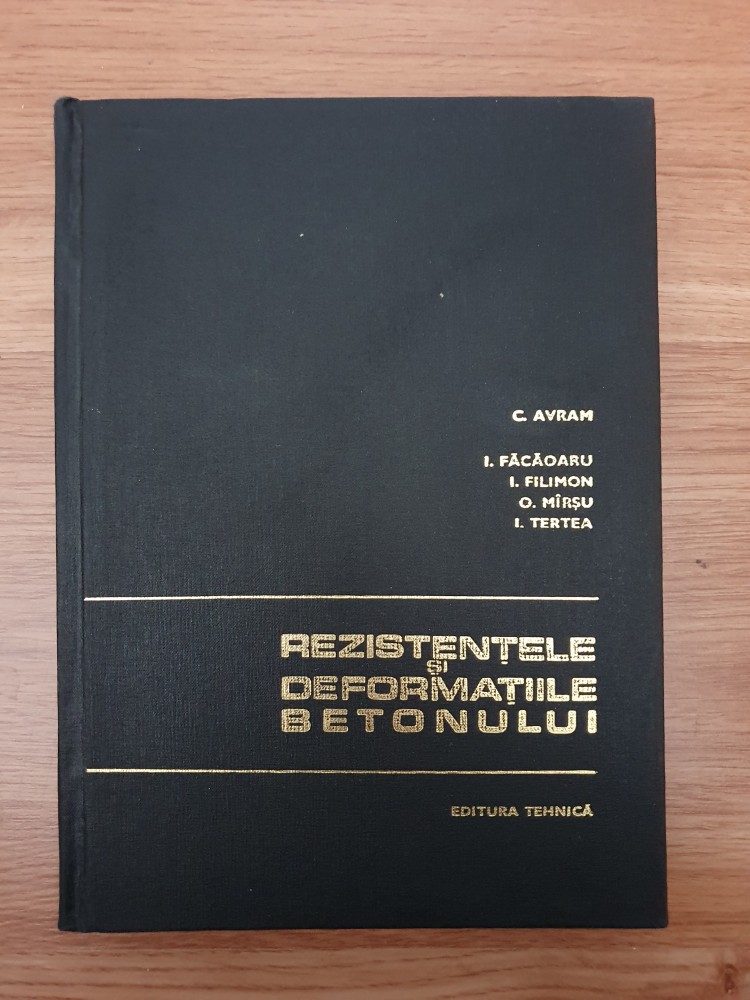 C. AVRAM
I. FĂCĂOARU
I. FILIMON
O. MÎRȘU
I. TERTEA
REZISTENȚELE
ȘI
DEFORMAȚIILE
BETONULUI
EDITURA TEHNICĂ